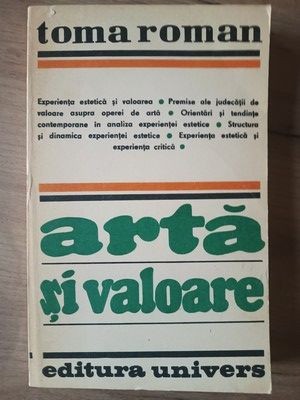 toma roman
Experiența estetică și valoarea • Premise ale judecății de
valoare asupra operei de artă • Orientări și tendințe
contemporane în analiza experienței estetice • Structura
și dinamica experienței estetice • Experiența estetică și
experiența critică •
artă
și valoare
editura univers